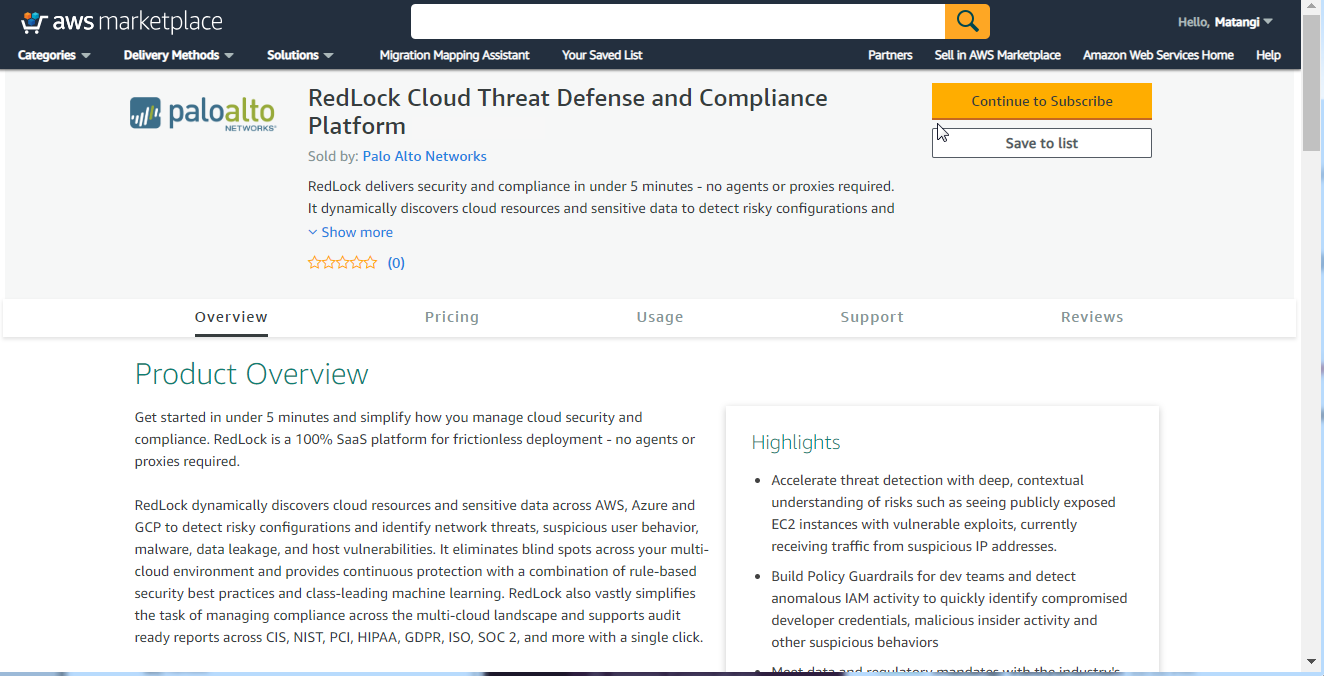 aws marketplace
Hello, Matangi
Categories Delivery Methods Solutions Migration Mapping Assistant Your Saved List Partners Sell in AWS Marketplace Amazon Web Services Home Help
paloalto
NETWORKS
RedLock Cloud Threat Defense and Compliance
Platform
Sold by: Palo Alto Networks
RedLock delivers security and compliance in under 5 minutes - no agents or proxies required.
It dynamically discovers cloud resources and sensitive data to detect risky configurations and
Show more
(0)
Continue to Subscribe
Save to list
Overview Pricing Usage Support Reviews
Product Overview
Get started in under 5 minutes and simplify how you manage cloud security and
compliance. RedLock is a 100% SaaS platform for frictionless deployment - no agents or
proxies required.
RedLock dynamically discovers cloud resources and sensitive data across AWS, Azure and
GCP to detect risky configurations and identify network threats, suspicious user behavior,
malware, data leakage, and host vulnerabilities. It eliminates blind spots across your multi-
cloud environment and provides continuous protection with a combination of rule-based
security best practices and class-leading machine learning. RedLock also vastly simplifies
the task of managing compliance across the multi-cloud landscape and supports audit
ready reports across CIS, NIST, PCI, HIPAA, GDPR, ISO, SOC 2, and more with a single click.
Highlights
• Accelerate threat detection with deep, contextual
understanding of risks such as seeing publicly exposed
EC2 instances with vulnerable exploits, currently
receiving traffic from suspicious IP addresses.
• Build Policy Guardrails for dev teams and detect
anomalous IAM activity to quickly identify compromised
developer credentials, malicious insider activity and
other suspicious behaviors
• Meet data and regulatory mandates with the industry's